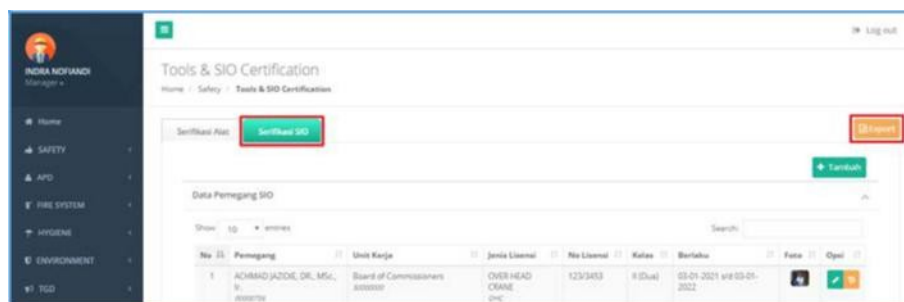 Log out
INDRA NOFIANDI
Manager
Tools & SIO Certification
Home / Safety / Tools & SIO Certification
Home
SAFETY
APD
FIRE SYSTEM
HYGIENE
ENVIRONMENT
TGD
Serifikasi Alat
Serifikasi SIO
Export
+ Tambah
Data Pemegang SIO
Show 10 entries
Search:
No Pemegang Unit Kerja Jenis Lisensi No Lisensi Kelas Berlaku Foto Opsi
1 ACHMAD JAZIDIE, DR., MSc., Board of Commissioners OVER HEAD 123/3453 II (Dua) 03-01-2021 s/d 03-01-
Ir. CRANE 2022
OHC